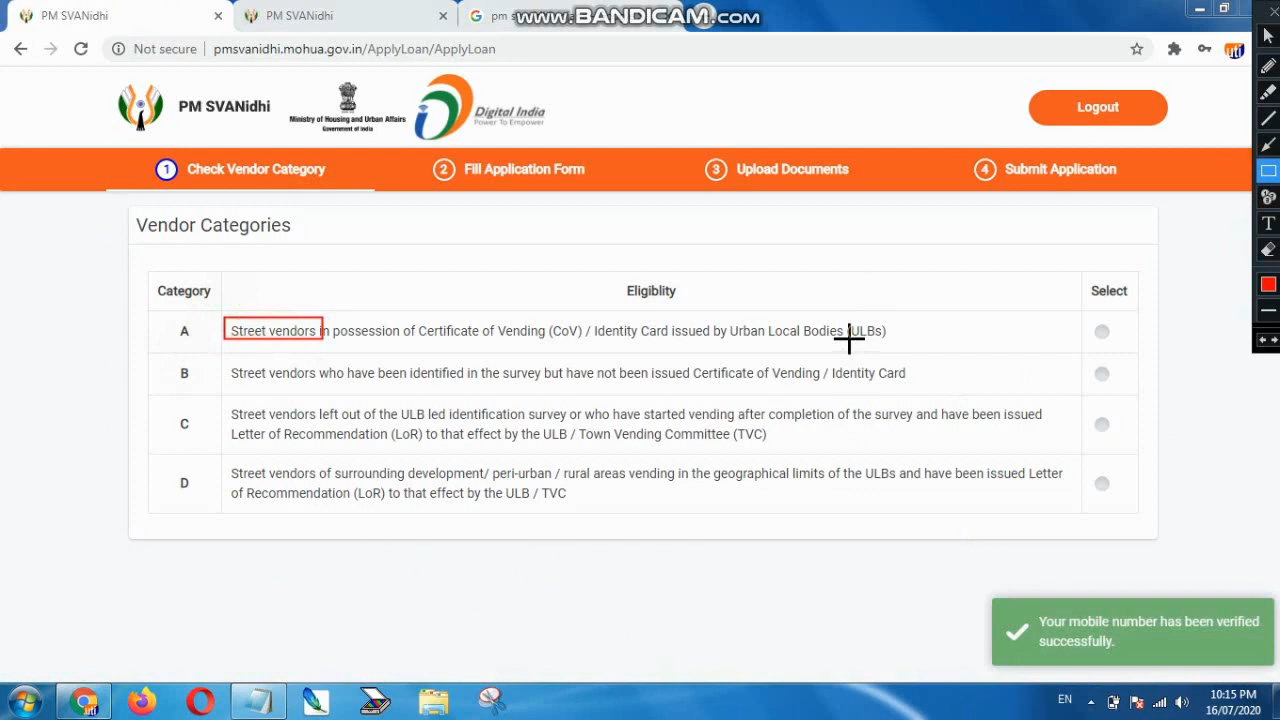 PM SVANidhi
PM SVANidhi
pm s
www.BANDICAM.com
Not secure
pmsvanidhi.mohua.gov.in/ApplyLoan/ApplyLoan
uti
PM SVANidhi
Ministry of Housing and Urban Affairs
Government of India
Digital India
Power To Empower
Logout
1 Check Vendor Category
2 Fill Application Form
3 Upload Documents
4 Submit Application
Vendor Categories
Category Eligiblity Select
A Street vendors in possession of Certificate of Vending (CoV) / Identity Card issued by Urban Local Bodies (ULBs)
B Street vendors who have been identified in the survey but have not been issued Certificate of Vending / Identity Card
C Street vendors left out of the ULB led identification survey or who have started vending after completion of the survey and have been issued
Letter of Recommendation (LoR) to that effect by the ULB / Town Vending Committee (TVC)
D Street vendors of surrounding development/ peri-urban / rural areas vending in the geographical limits of the ULBs and have been issued Letter
of Recommendation (LoR) to that effect by the ULB / TVC
Your mobile number has been verified
successfully.
EN
10:15 PM
16/07/2020